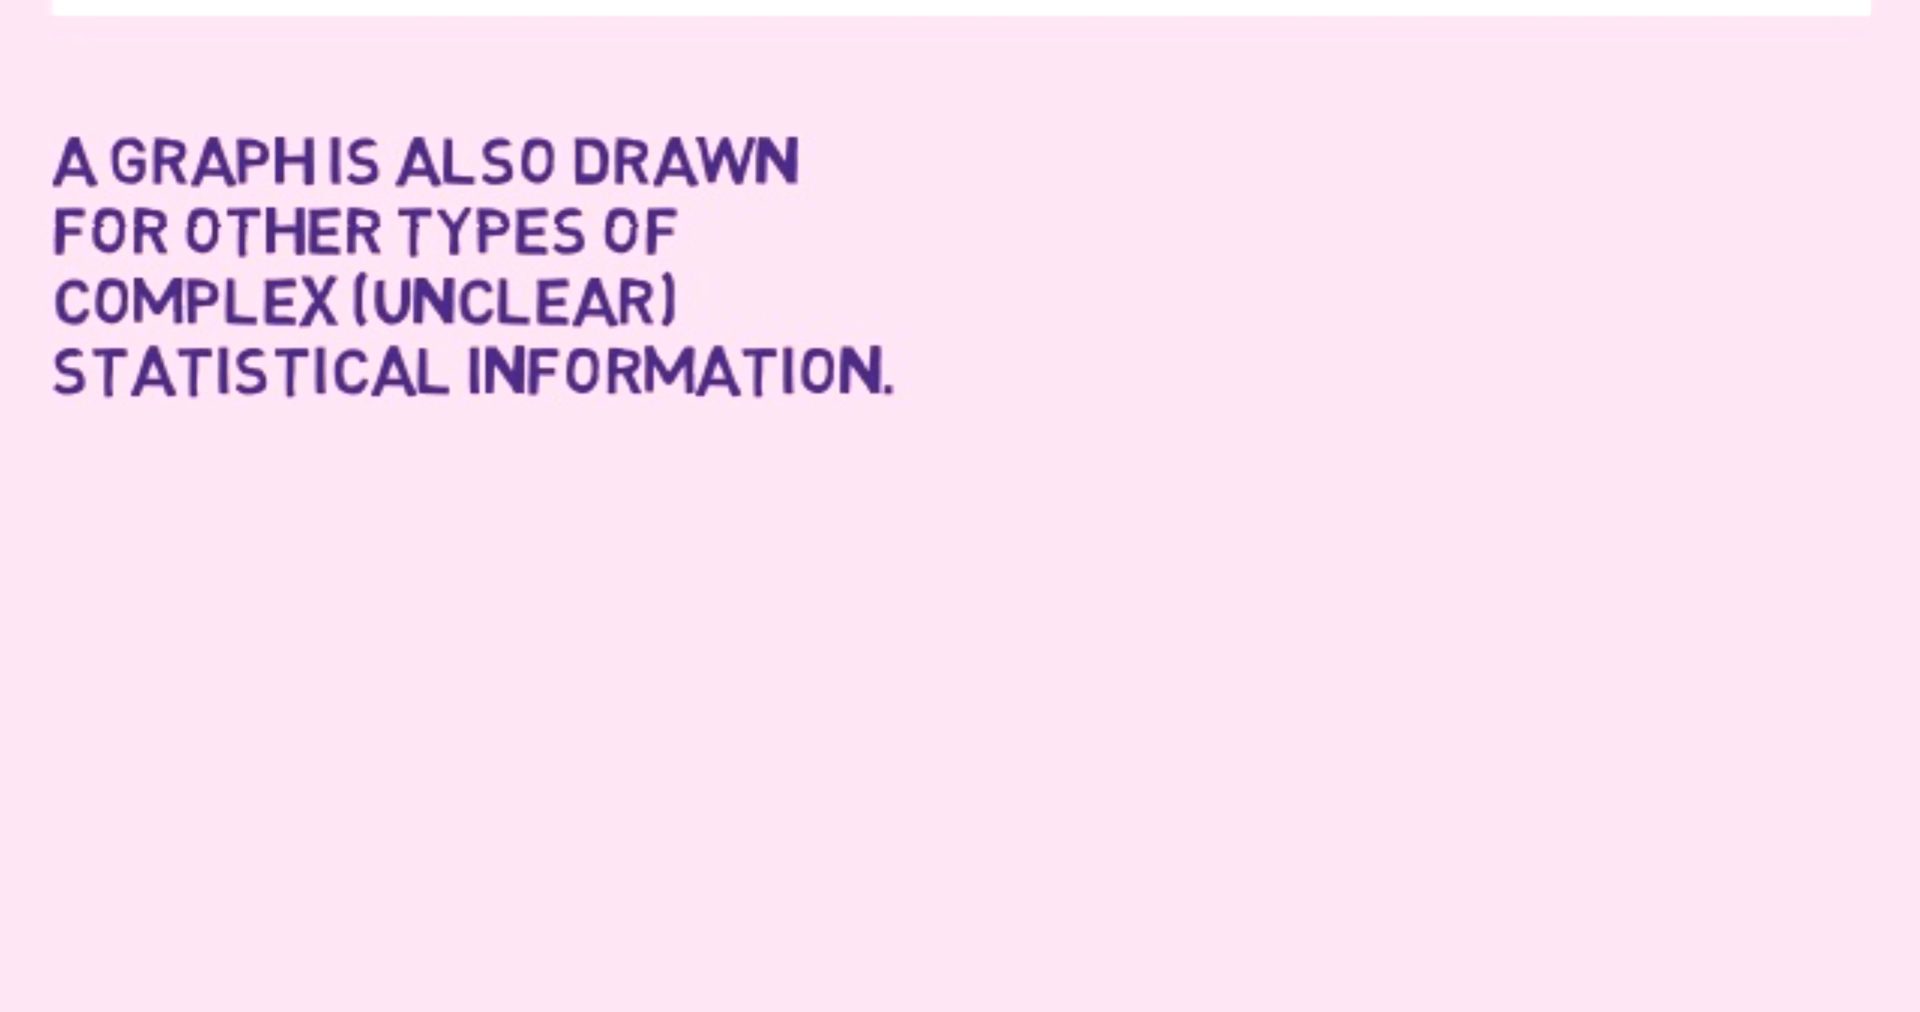 A GRAPH IS ALSO DRAWN
FOR OTHER TYPES OF
COMPLEX (UNCLEAR)
STATISTICAL INFORMATION.